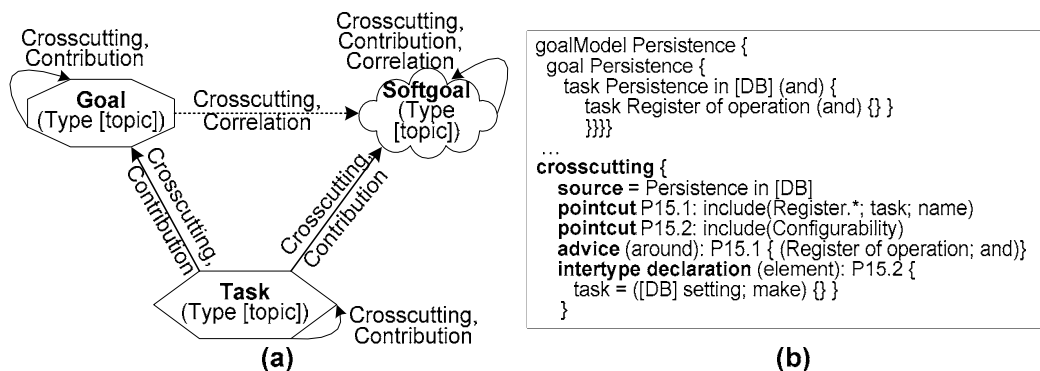 Crosscutting,
Contribution
Goal
(Type [topic])
Crosscutting,
Correlation
Crosscutting,
Contribution,
Correlation
Softgoal
(Type
[topic])
Crosscutting,
Contribution
Crosscutting,
Contribution
Task
(Type [topic])
Crosscutting,
Contribution
(a)
goalModel Persistence {
goal Persistence {
task Persistence in [DB] (and) {
task Register of operation (and) {} }
}}}}
...
crosscutting {
source = Persistence in [DB]
pointcut P15.1: include(Register.*; task; name)
pointcut P15.2: include(Configurability)
advice (around): P15.1 { (Register of operation; and)}
intertype declaration (element): P15.2 {
task = ([DB] setting; make) {} }
}
(b)